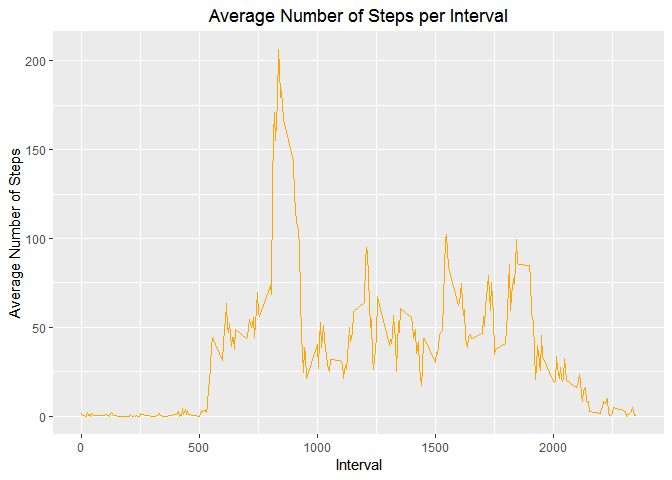 Average Number of Steps per Interval
Average Number of Steps
200
150
100
50
0
0 500 1000 1500 2000
Interval